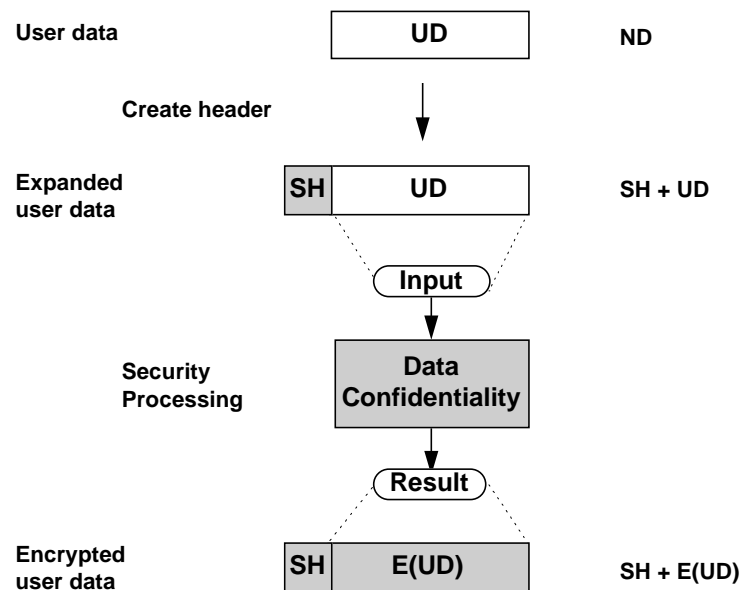 User data
UD
ND
Create header
Expanded
user data
SH
UD
SH + UD
Input
Security
Processing
Data
Confidentiality
Result
Encrypted
user data
SH
E(UD)
SH + E(UD)